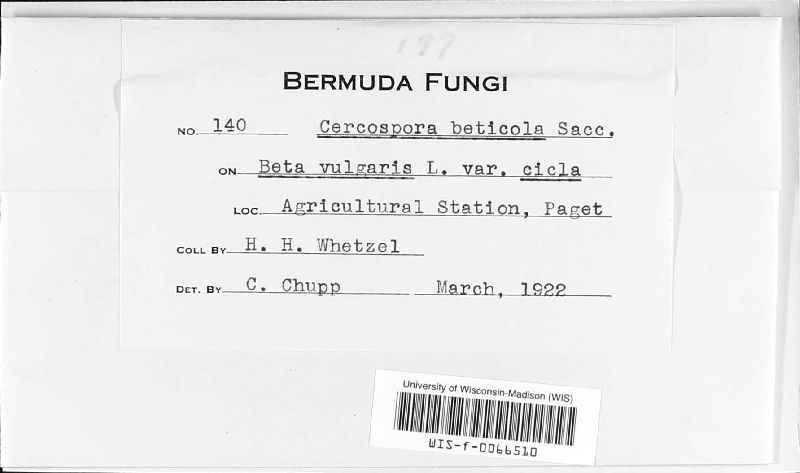 BERMUDA FUNGI
NO. 140 Cercospora beticola Sacc.
ON Beta vulgaris L. var. cicla
LOC. Agricultural Station, Paget
COLL BY H. H. Whetzel
DET. BY C. Chupp March, 1922
University of Wisconsin-Madison (WIS)
WIS-f-0066510